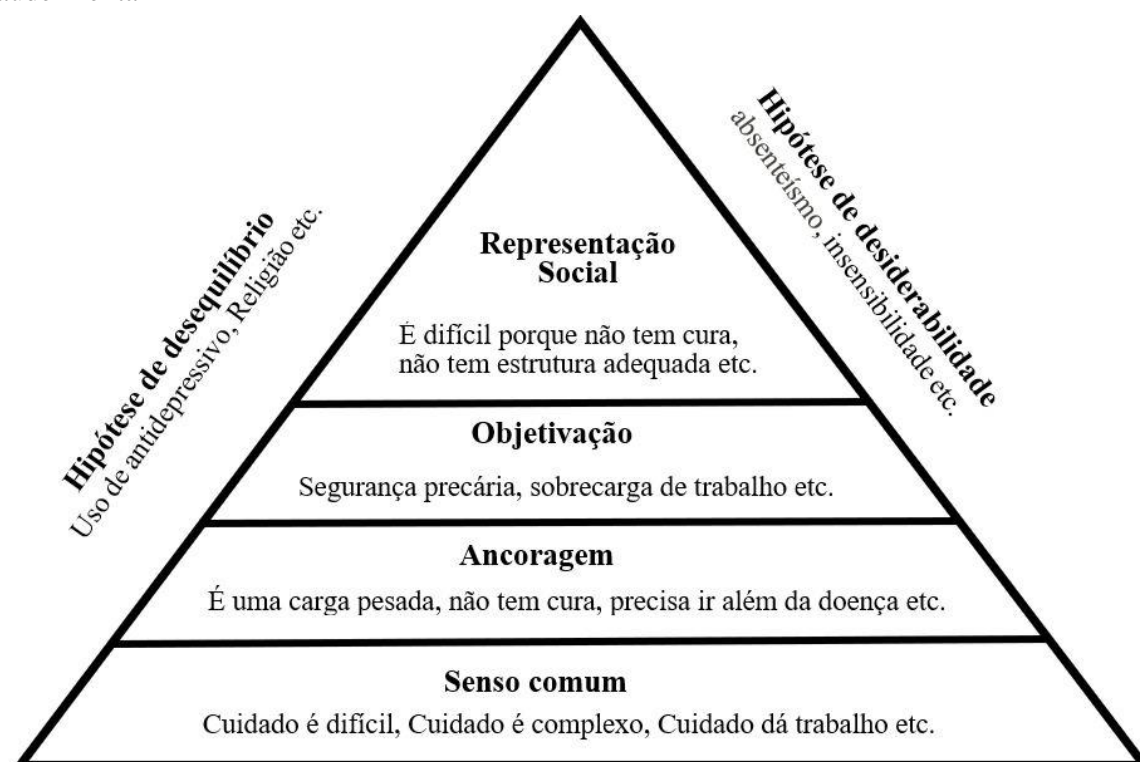 Hipótese de desequilíbrio
Uso de antidepressivo, Religião etc.
Hipótese de desiderabilidade
absenteísmo, insensibilidade etc.
Representação
Social
É difícil porque não tem cura,
não tem estrutura adequada etc.
Objetivação
Segurança precária, sobrecarga de trabalho etc.
Ancoragem
É uma carga pesada, não tem cura, precisa ir além da doença etc.
Senso comum
Cuidado é difícil, Cuidado é complexo, Cuidado dá trabalho etc.